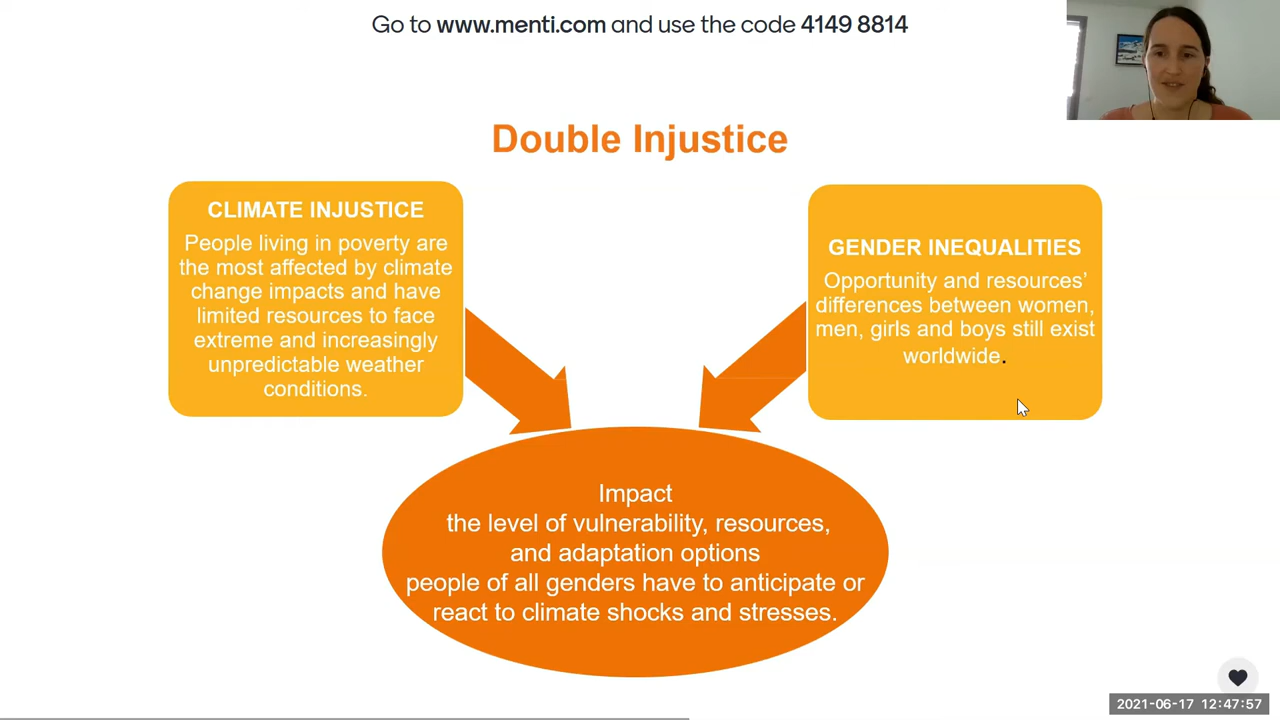 Go to www.menti.com and use the code 4149 8814
Double Injustice
CLIMATE INJUSTICE
People living in poverty are
the most affected by climate
change impacts and have
limited resources to face
extreme and increasingly
unpredictable weather
conditions.
GENDER INEQUALITIES
Opportunity and resources’
differences between women,
men, girls and boys still exist
worldwide.
Impact
the level of vulnerability, resources,
and adaptation options
people of all genders have to anticipate or
react to climate shocks and stresses.
2021-06-17 12:47:57